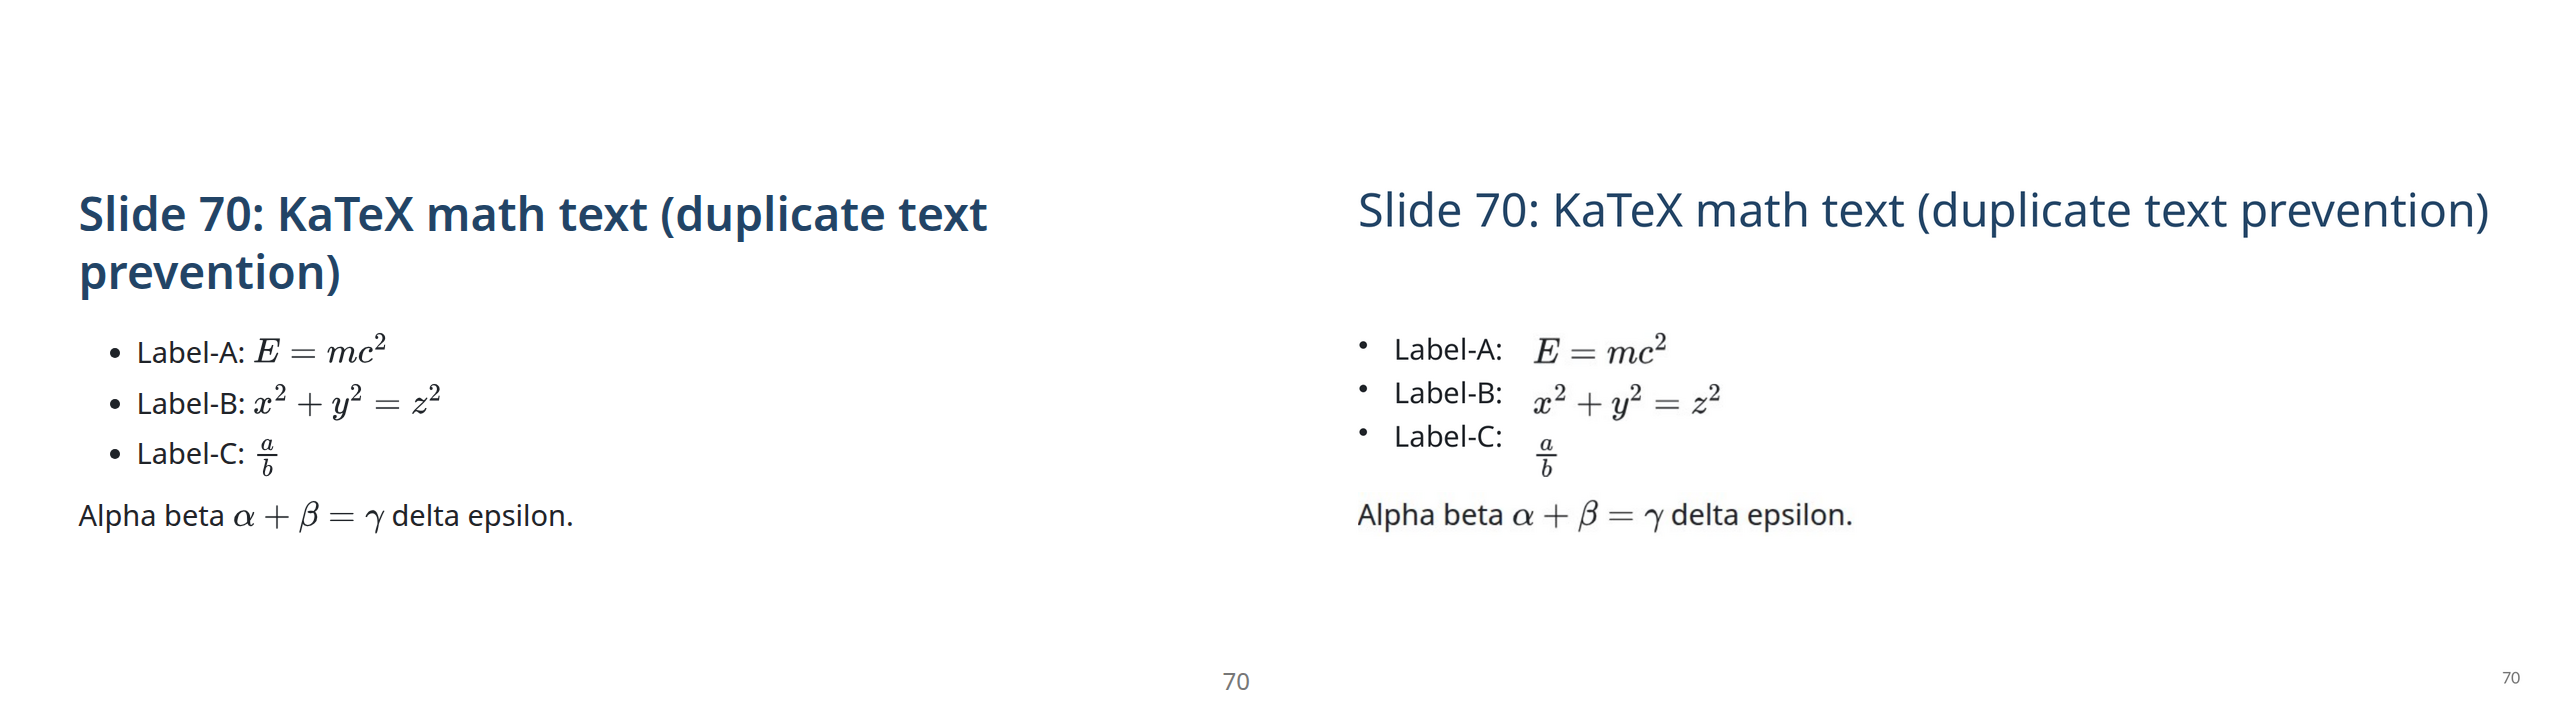 Slide 70: KaTeX math text (duplicate text
prevention)
• Label-A: E = mc²
• Label-B: x² + y² = z²
• Label-C: a/b
Alpha beta α + β = γ delta epsilon.
70
Slide 70: KaTeX math text (duplicate text prevention)
• Label-A: E = mc²
• Label-B: x² + y² = z²
• Label-C: a/b
Alpha beta α + β = γ delta epsilon.
70